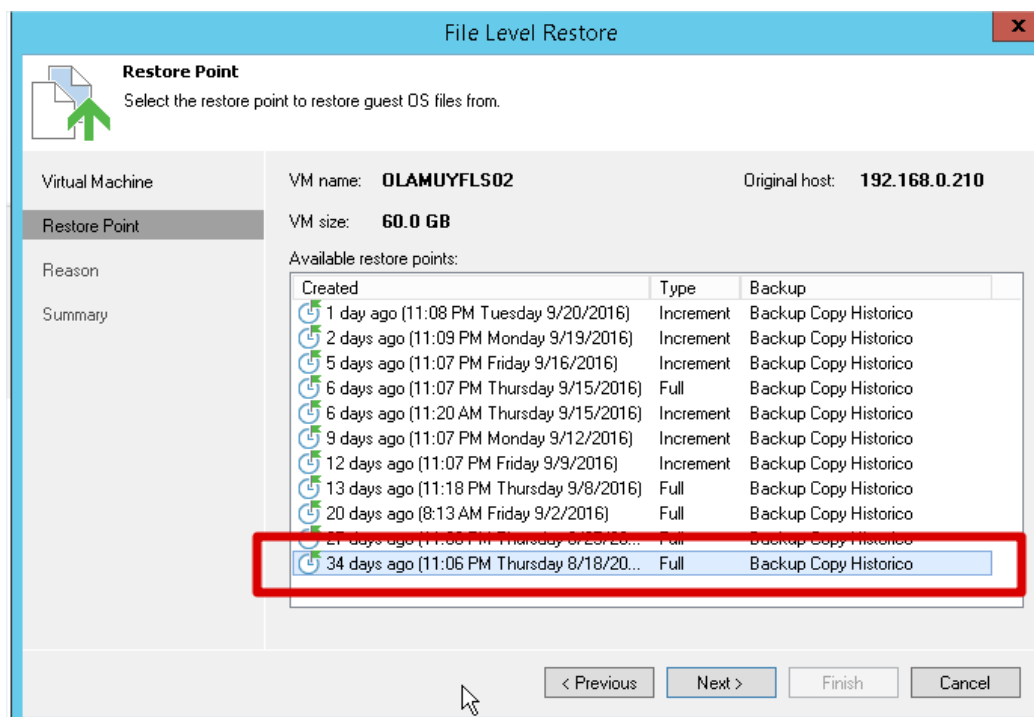 File Level Restore
x
Restore Point
Select the restore point to restore guest OS files from.
Virtual Machine
Restore Point
Reason
Summary
VM name: OLAMUYFLS02 Original host: 192.168.0.210
VM size: 60.0 GB
Available restore points:
Created Type Backup
1 day ago (11:08 PM Tuesday 9/20/2016) Increment Backup Copy Historico
2 days ago (11:09 PM Monday 9/19/2016) Increment Backup Copy Historico
5 days ago (11:07 PM Friday 9/16/2016) Increment Backup Copy Historico
6 days ago (11:07 PM Thursday 9/15/2016) Full Backup Copy Historico
6 days ago (11:20 AM Thursday 9/15/2016) Increment Backup Copy Historico
9 days ago (11:07 PM Monday 9/12/2016) Increment Backup Copy Historico
12 days ago (11:07 PM Friday 9/9/2016) Increment Backup Copy Historico
13 days ago (11:18 PM Thursday 9/8/2016) Full Backup Copy Historico
20 days ago (8:13 AM Friday 9/2/2016) Full Backup Copy Historico
days ago PM Thursday Full Backup Copy Historico
34 days ago (11:06 PM Thursday 8/18/20... Full Backup Copy Historico
< Previous Next > Finish Cancel